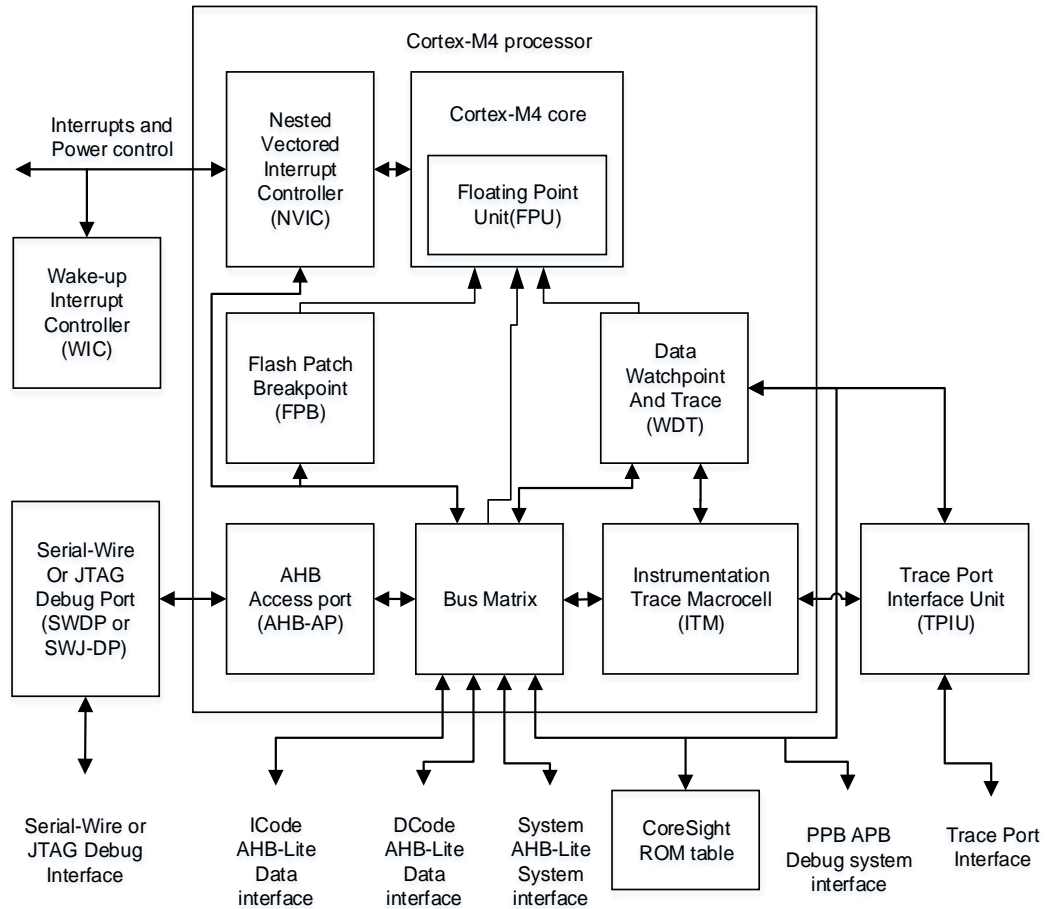 Cortex-M4 processor
Interrupts and
Power control
Nested
Vectored
Interrupt
Controller
(NVIC)
Cortex-M4 core
Floating Point
Unit(FPU)
Wake-up
Interrupt
Controller
(WIC)
Flash Patch
Breakpoint
(FPB)
Data
Watchpoint
And Trace
(WDT)
Serial-Wire
Or JTAG
Debug Port
(SWDP or
SWJ-DP)
AHB
Access port
(AHB-AP)
Bus Matrix
Instrumentation
Trace Macrocell
(ITM)
Trace Port
Interface Unit
(TPIU)
Serial-Wire or
JTAG Debug
Interface
ICode
AHB-Lite
Data
interface
DCode
AHB-Lite
Data
interface
System
AHB-Lite
System
interface
CoreSight
ROM table
PPB APB
Debug system
interface
Trace Port
Interface